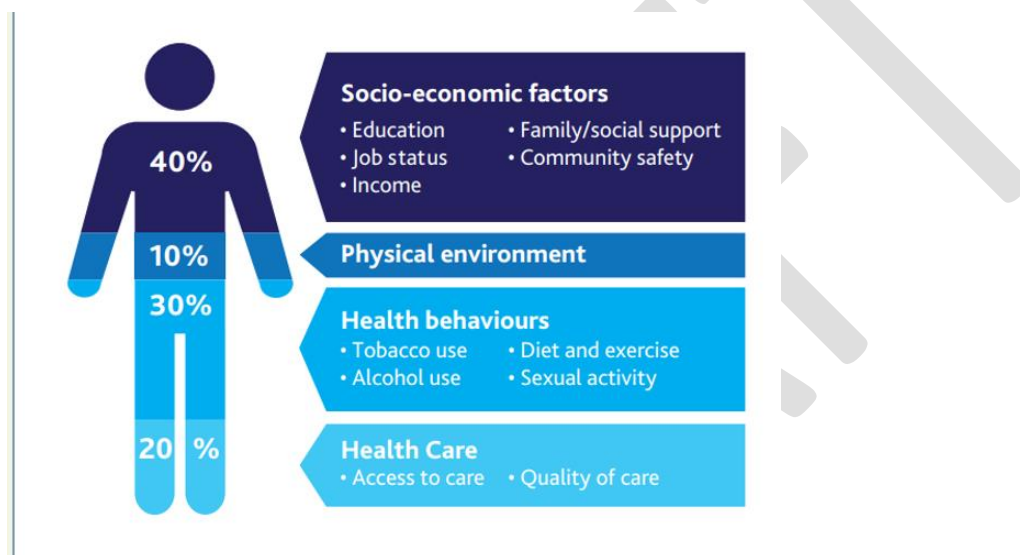 40%
Socio-economic factors
• Education
• Family/social support
• Job status
• Community safety
• Income
10%
Physical environment
30%
Health behaviours
• Tobacco use
• Diet and exercise
• Alcohol use
• Sexual activity
20 %
Health Care
• Access to care
• Quality of care